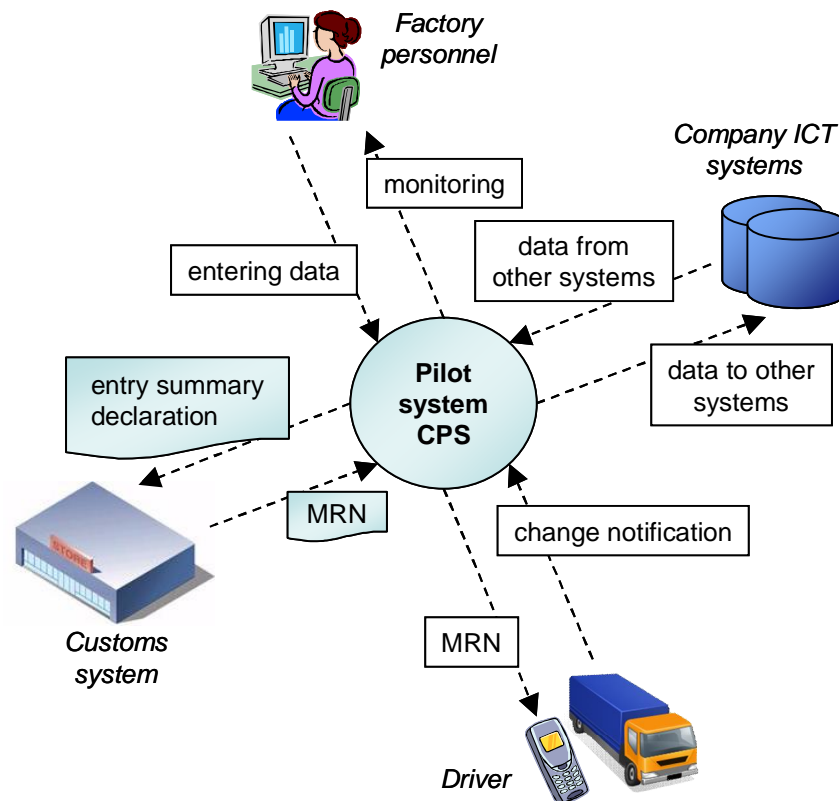 Factory
personnel
Company ICT
systems
monitoring
data from
other systems
entering data
Pilot
system
CPS
entry summary
declaration
data to other
systems
MRN
STORE
change notification
Customs
system
MRN
Driver